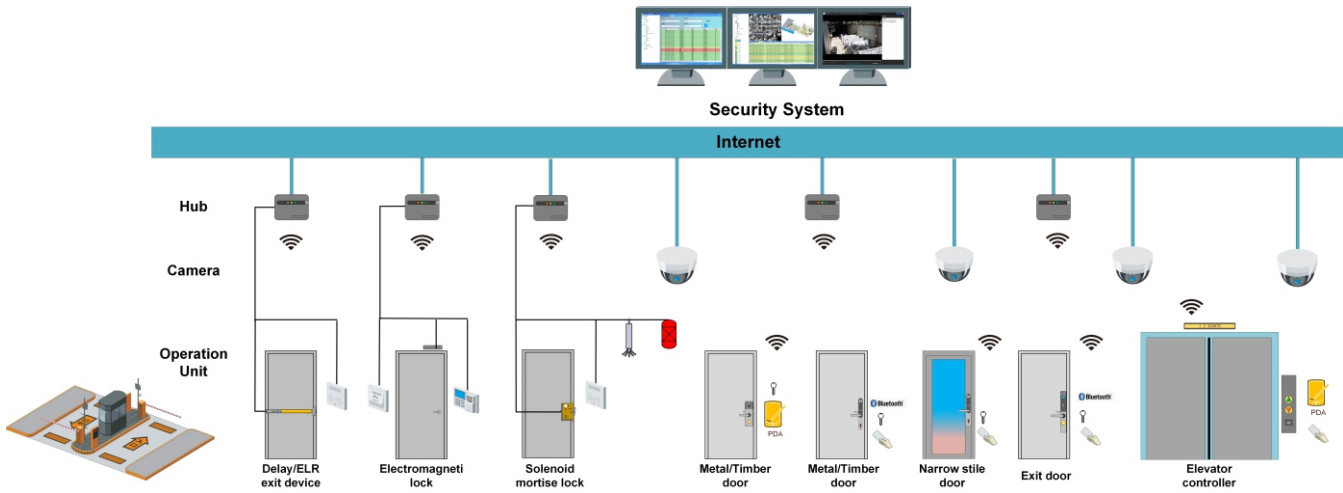 Security System
Internet
Hub
Camera
Operation
Unit
Bluetooth
Bluetooth
PDA
PDA
Delay/ELR
exit device
Electromagneti
lock
Solenoid
mortise lock
Metal/Timber
door
Metal/Timber
door
Narrow stile
door
Exit door
Elevator
controller